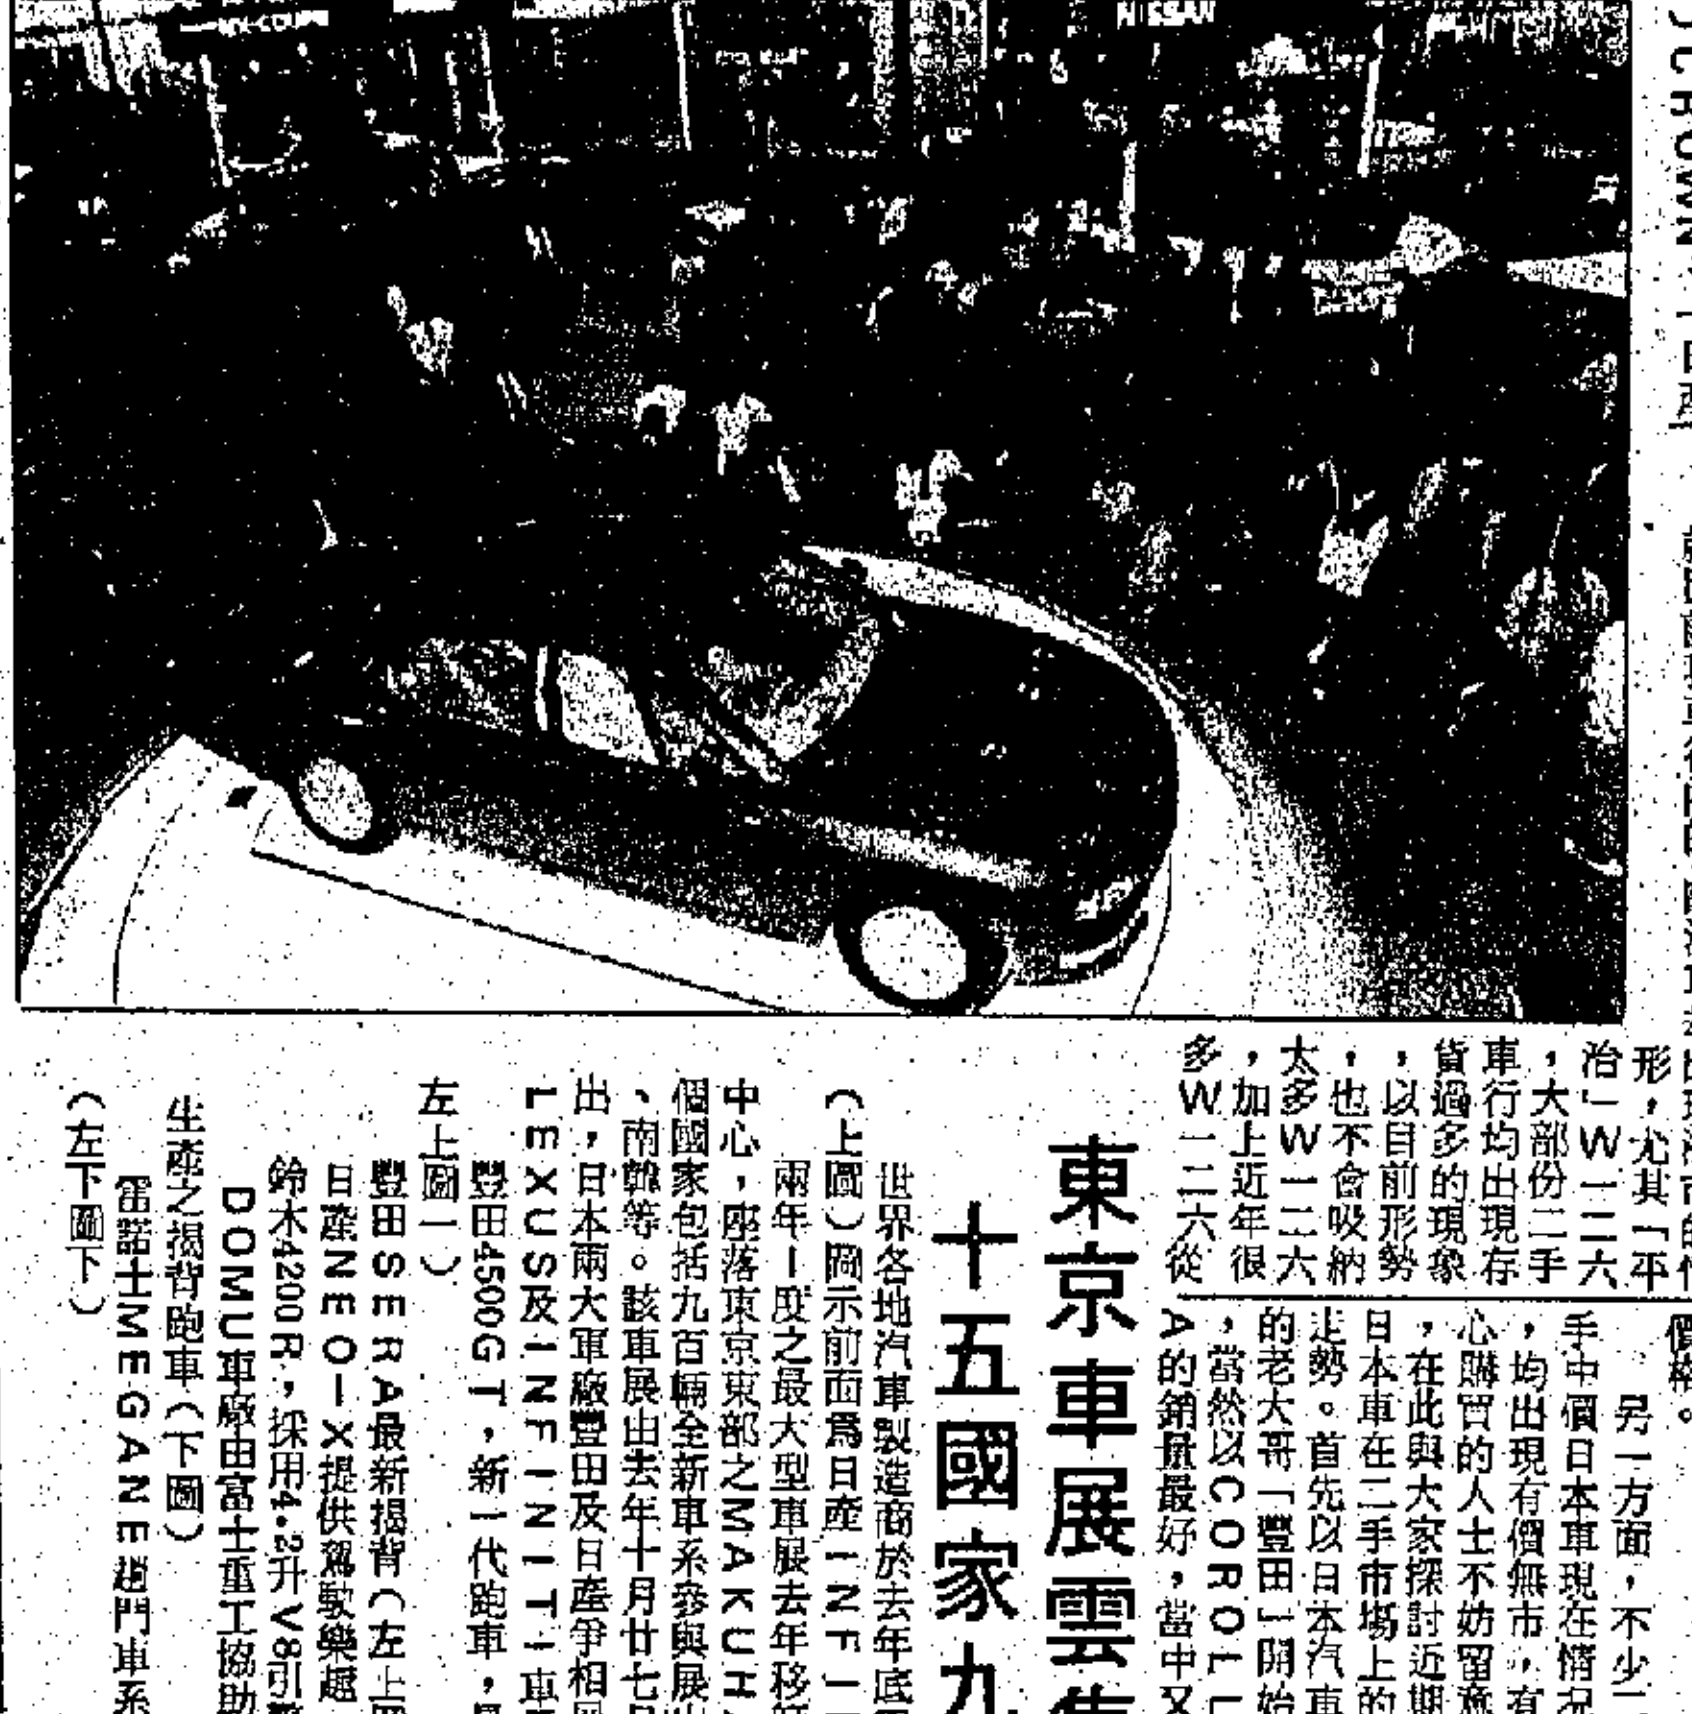 NISSAN
CROWN
形，尤其「平
治」W一二六
，大部份二手
車行均出現存
貨過多的現象
，以目前形勢
，也不會吸納
太多W一二六
，加上近年很
多W一二六從
價格。
另一方面，不少
手中價日本車現在情況
，均出現有價無市，有
心購買的人士不妨留意
，在此與大家探討近期
日本車在二手市場上的
走勢。首先以日本汽車
的老大哥「豐田」開始
，當然以COROLL
A的銷量最好，當中又
東京車展雲集
十五國家九
世界各地汽車製造商於去年底
（上圖）圖示前面爲日產INFI
兩年一度之最大型車展去年移
中心，座落東京東部之MAKUH
個國家包括九百輛全新車系參與展
、南韓等。該車展由去年十月廿七
出，日本兩大車廠豐田及日產爭相
LEXUS及INFINITI車
豐田4500GT，新一代跑車，
左上圖一）
豐田SERA最新揭背（左上
日產NEO—X提供駕駛樂趣
鈴木4200R，採用4.2升V8引
DOMU車廠由富士重工協助
生產之揭背跑車（下圖）
雷諾士MEGANE趟門車系
（左下圖下）